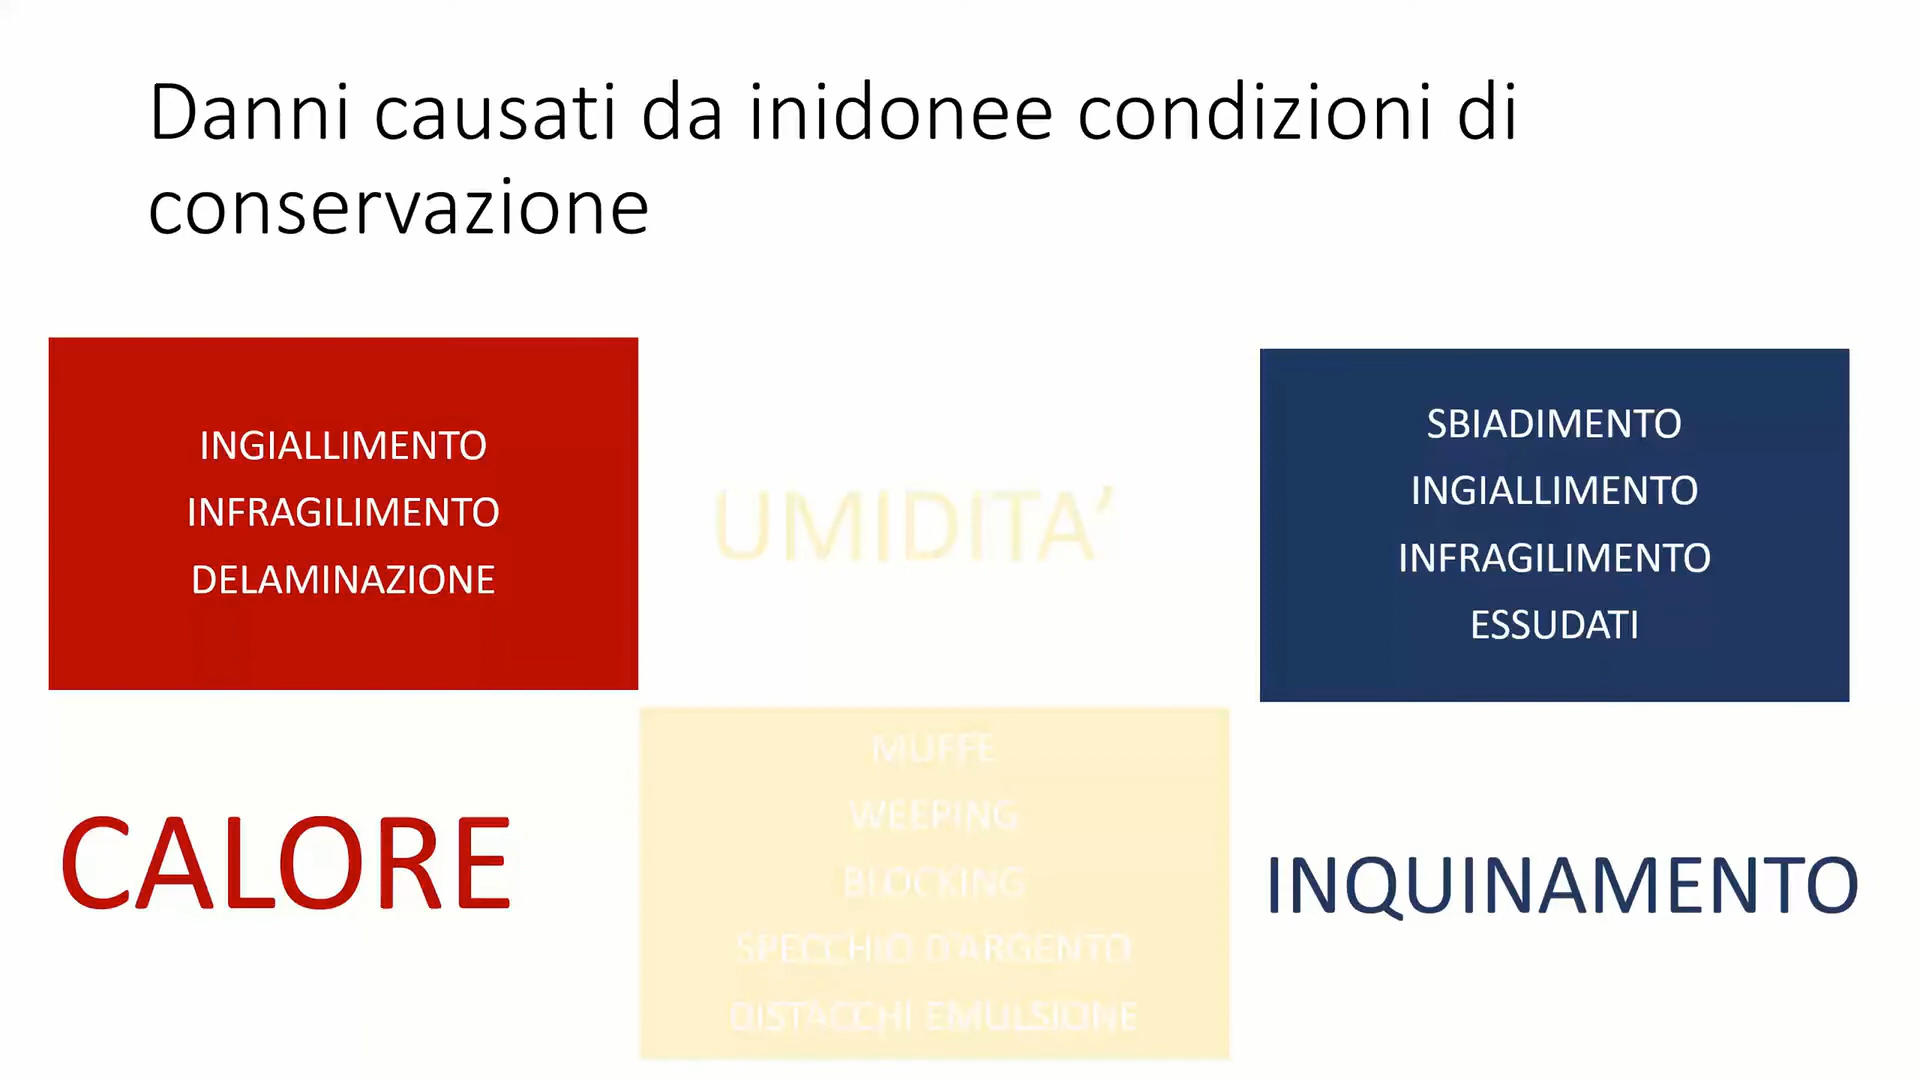 Danni causati da inidonee condizioni di
conservazione
INGIALLIMENTO
INFRAGILIMENTO
DELAMINAZIONE
CALORE
UMIDITA’
MUFFE
WEEPING
BLOCKING
SPECCHIO D'ARGENTO
DISTACCHI EMULSIONE
SBIADIMENTO
INGIALLIMENTO
INFRAGILIMENTO
ESSUDATI
INQUINAMENTO